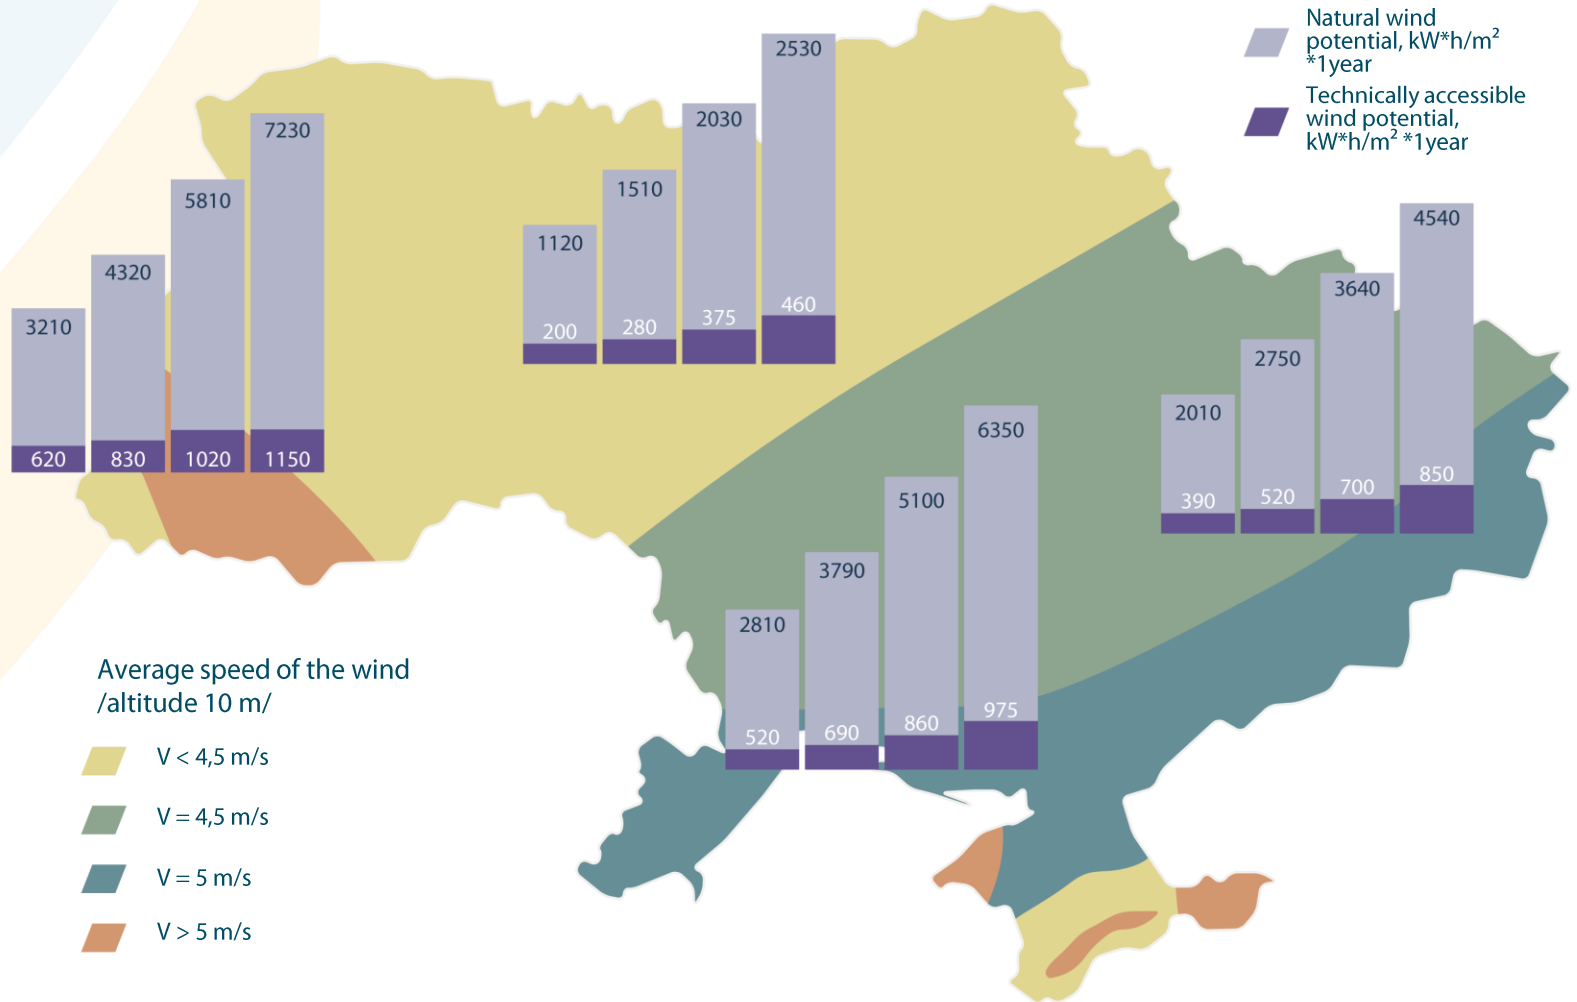 Natural wind
potential, kW*h/m²
*1year
Technically accessible
wind potential,
kW*h/m² *1year
3210
4320
5810
7230
620
830
1020
1150
1120
1510
2030
2530
200
280
375
460
2010
2750
3640
4540
390
520
700
850
2810
3790
5100
6350
520
690
860
975
Average speed of the wind
/altitude 10 m/
V < 4,5 m/s
V = 4,5 m/s
V = 5 m/s
V > 5 m/s